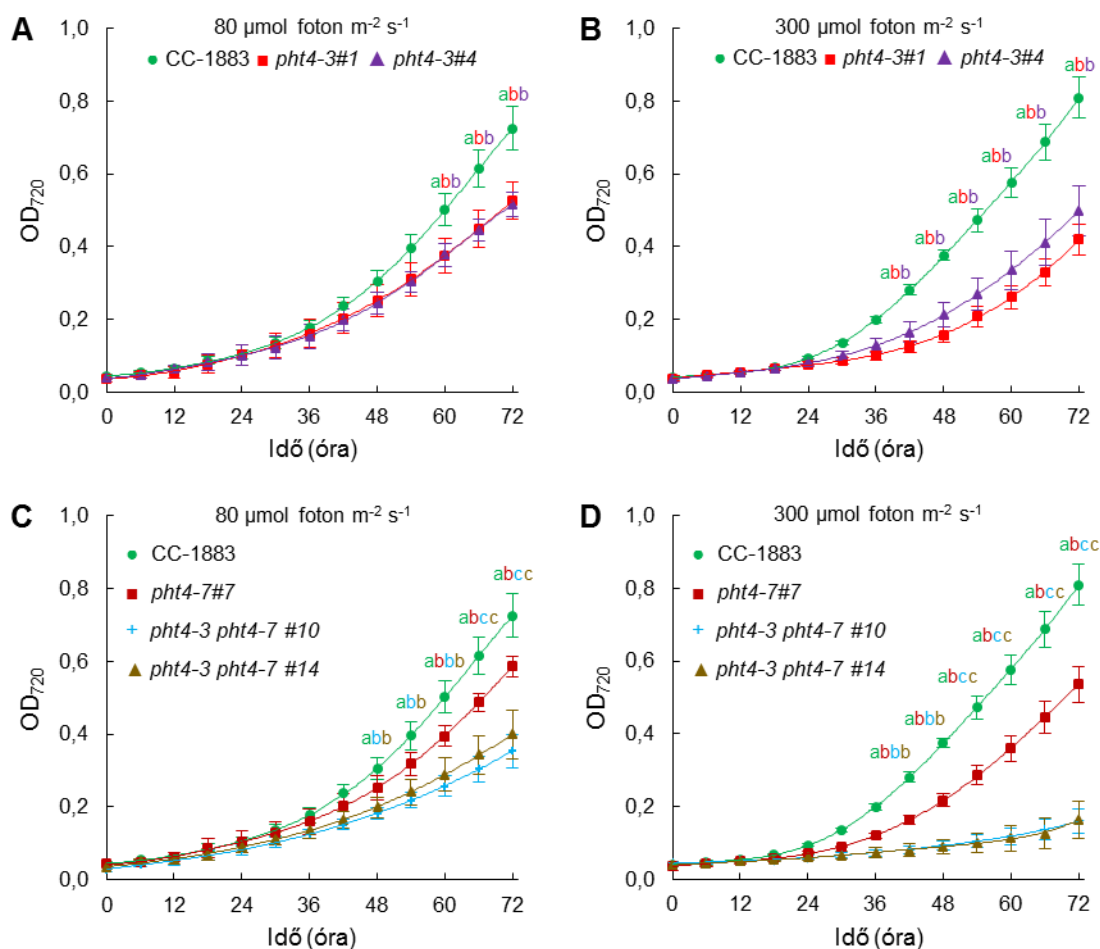 A
80 µmol foton m-2 s-1
CC-1883 pht4-3#1 pht4-3#4
1,0
0,8
0,6
0,4
0,2
0,0
OD720
abb
abb
abb
0 12 24 36 48 60 72
Idő (óra)
B
300 µmol foton m-2 s-1
CC-1883 pht4-3#1 pht4-3#4
1,0
0,8
0,6
0,4
0,2
0,0
OD720
abb
abb
abb
abb
abb
abb
0 12 24 36 48 60 72
Idő (óra)
C
80 µmol foton m-2 s-1
CC-1883
pht4-7#7
pht4-3 pht4-7 #10
pht4-3 pht4-7 #14
1,0
0,8
0,6
0,4
0,2
0,0
OD720
abb
abb
abbb
abcc
abcc
0 12 24 36 48 60 72
Idő (óra)
D
300 µmol foton m-2 s-1
CC-1883
pht4-7#7
pht4-3 pht4-7 #10
pht4-3 pht4-7 #14
1,0
0,8
0,6
0,4
0,2
0,0
OD720
abbb
abbb
abcc
abcc
abcc
abcc
0 12 24 36 48 60 72
Idő (óra)